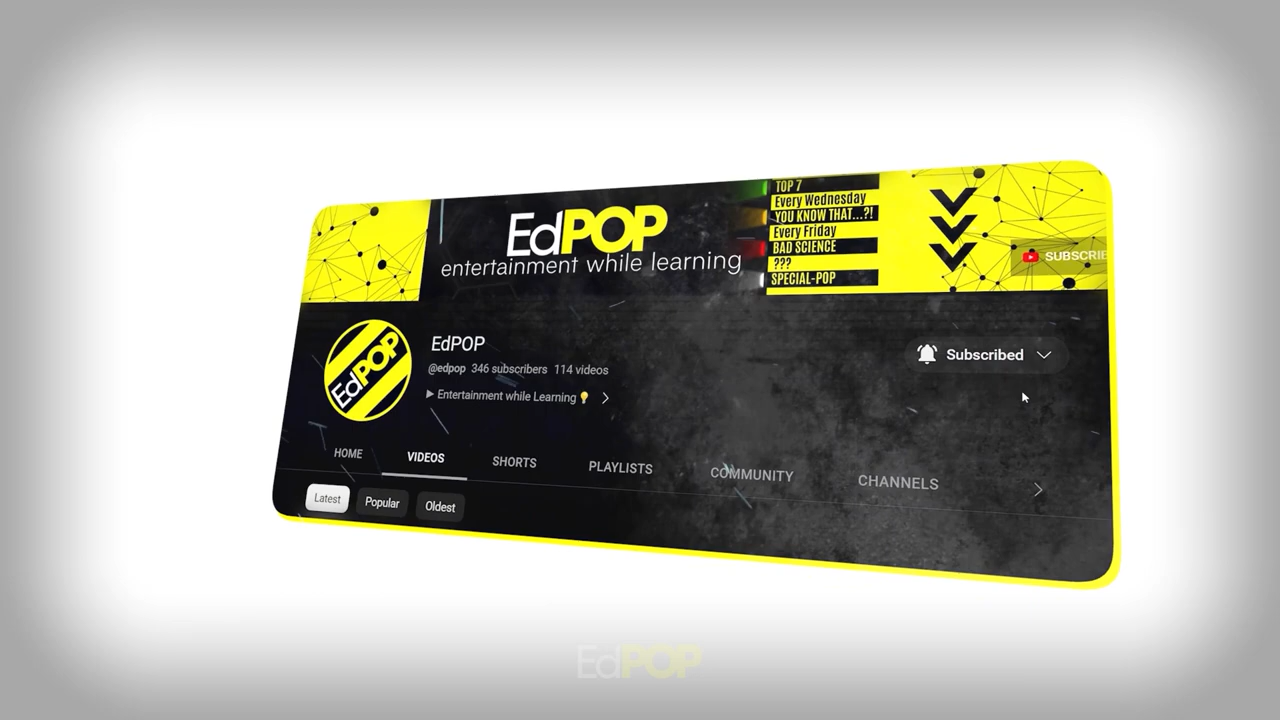 EdPOP
entertainment while learning
TOP 7
Every Wednesday
YOU KNOW THAT...?!
Every Friday
BAD SCIENCE
???
SPECIAL-POP
SUBSCRIBE
EdPOP
EdPOP
@edpop 346 subscribers 114 videos
▶ Entertainment while Learning 💡
Subscribed
HOME VIDEOS SHORTS PLAYLISTS COMMUNITY CHANNELS
Latest Popular Oldest
EdPOP